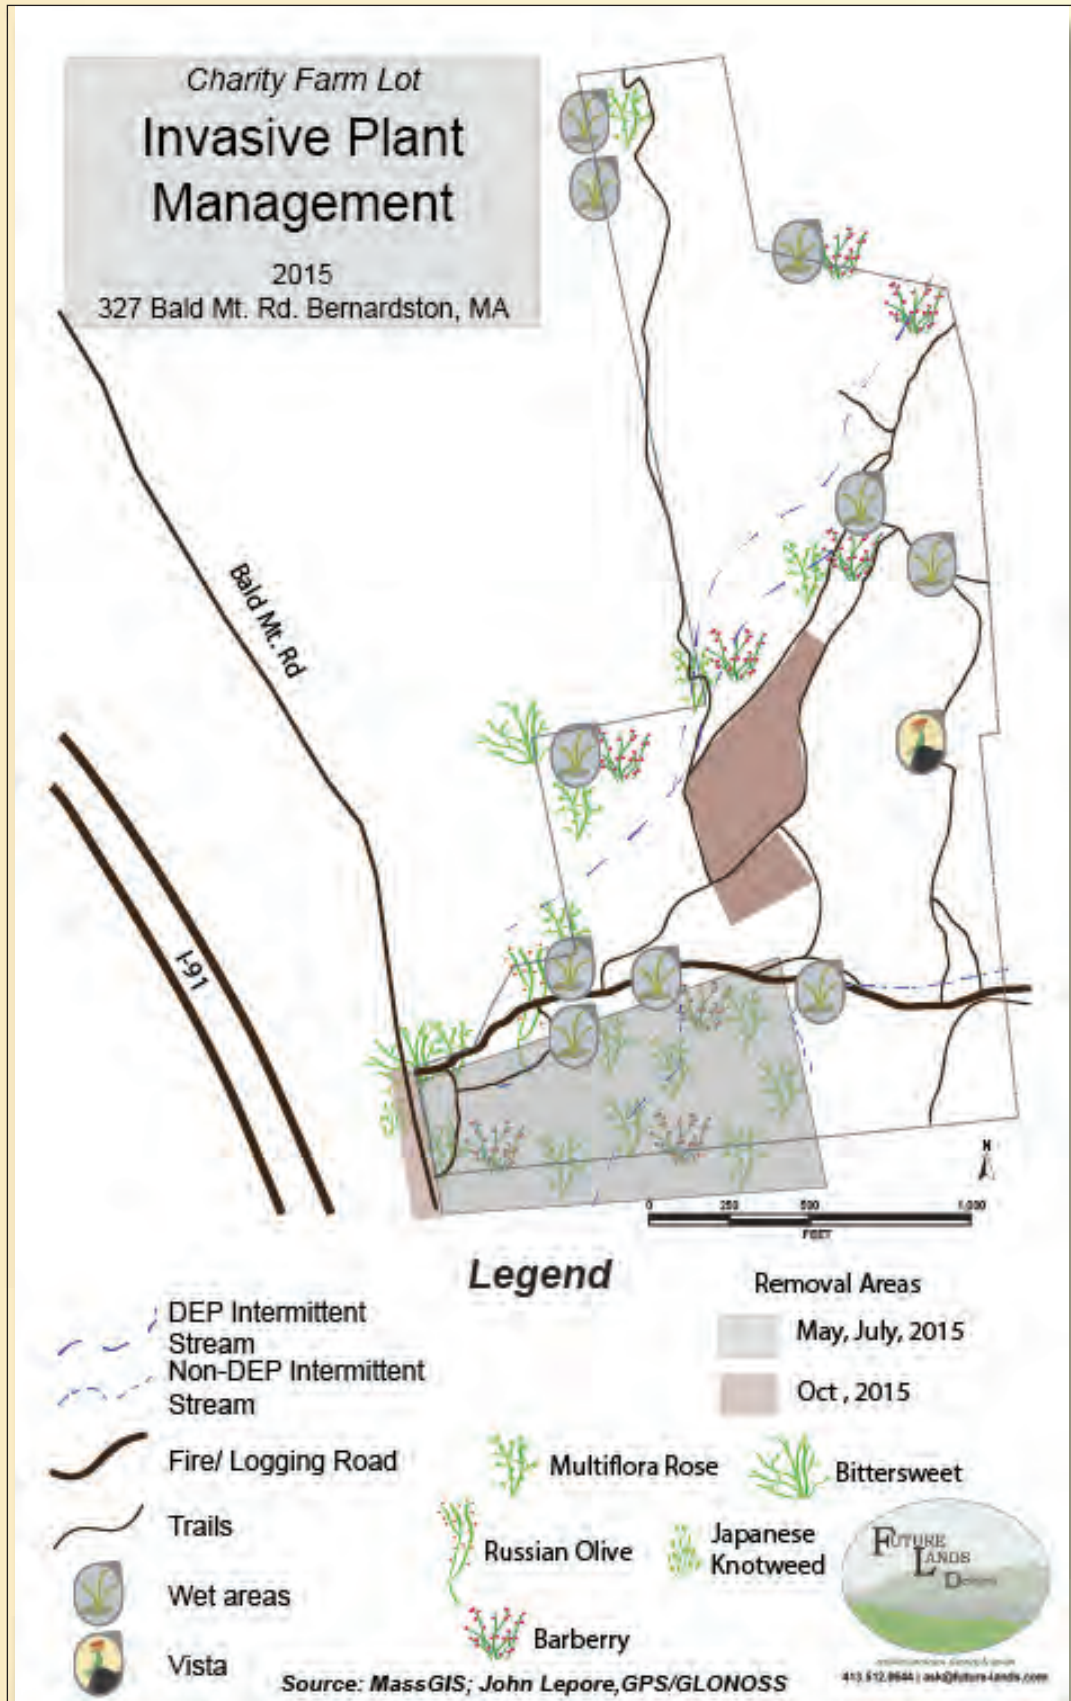 Charity Farm Lot
Invasive Plant
Management
2015
327 Bald Mt. Rd. Bernardston, MA
Bald Mt. Rd
I-91
N
0 250 500 1,000
FEET
Legend
DEP Intermittent
Stream
Non-DEP Intermittent
Stream
Fire/ Logging Road
Trails
Wet areas
Vista
Removal Areas
May, July, 2015
Oct , 2015
Multiflora Rose
Bittersweet
Russian Olive
Japanese
Knotweed
Barberry
FUTURE
LANDS
Source: MassGIS; John Lepore,GPS/GLONOSS